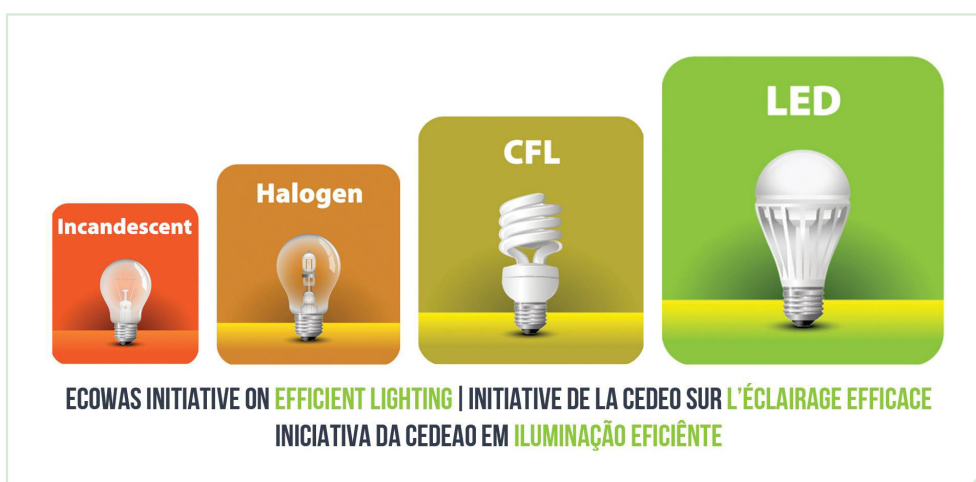 Incandescent
Halogen
CFL
LED
ECOWAS INITIATIVE ON EFFICIENT LIGHTING | INITIATIVE DE LA CEDEO SUR L'ÉCLAIRAGE EFFICACE
INICIATIVA DA CEDEAO EM ILUMINAÇÃO EFICIÊNTE